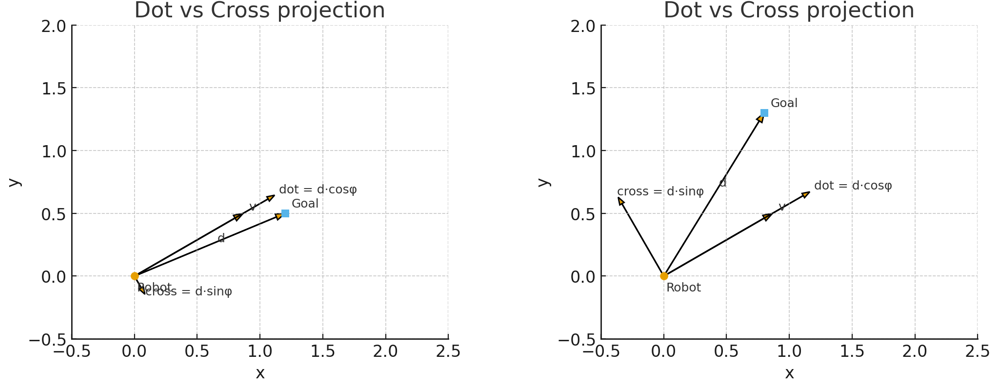 Dot vs Cross projection
2.0
1.5
1.0
0.5
0.0
−0.5
y
dot = d·cosφ
v
Goal
d
Robot
cross = d·sinφ
−0.5
0.0
0.5
1.0
1.5
2.0
2.5
x
Dot vs Cross projection
2.0
1.5
1.0
0.5
0.0
−0.5
y
Goal
d
cross = d·sinφ
dot = d·cosφ
v
Robot
−0.5
0.0
0.5
1.0
1.5
2.0
2.5
x